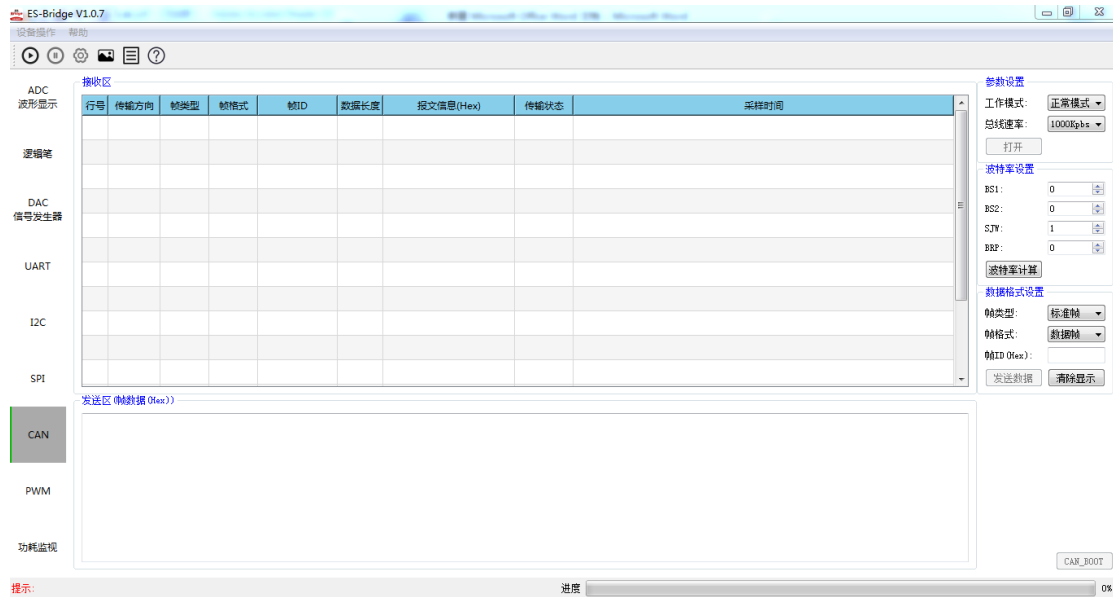 ES-Bridge V1.0.7
设备操作 帮助
ADC
波形显示
逻辑笔
DAC
信号发生器
UART
I2C
SPI
CAN
PWM
功耗监视
接收区
行号 传输方向 帧类型 帧格式 帧ID 数据长度 报文信息(Hex) 传输状态 采样时间
发送区(帧数据(Hex))
参数设置
工作模式: 正常模式
总线速率: 1000Kpbs
打开
波特率设置
BS1: 0
BS2: 0
SJW: 1
BRP: 0
波特率计算
数据格式设置
帧类型: 标准帧
帧格式: 数据帧
帧ID(Hex):
发送数据 清除显示
CAN_BOOT
提示:
进度 0%